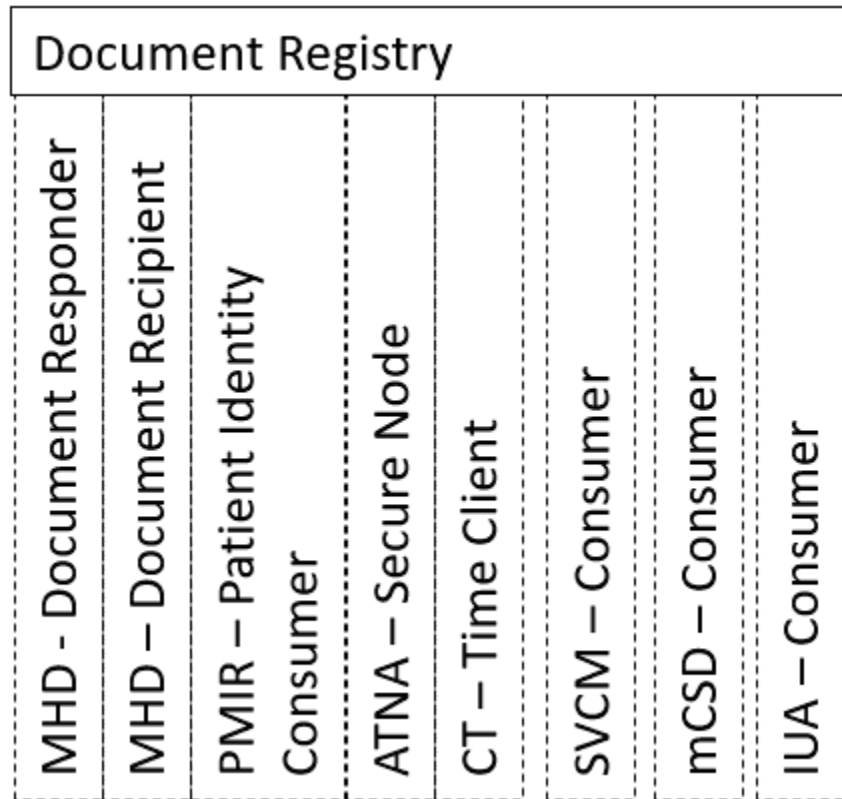 Document Registry
MHD - Document Responder
MHD – Document Recipient
PMIR – Patient Identity
Consumer
ATNA – Secure Node
CT – Time Client
SVCM – Consumer
mCSD – Consumer
IUA – Consumer